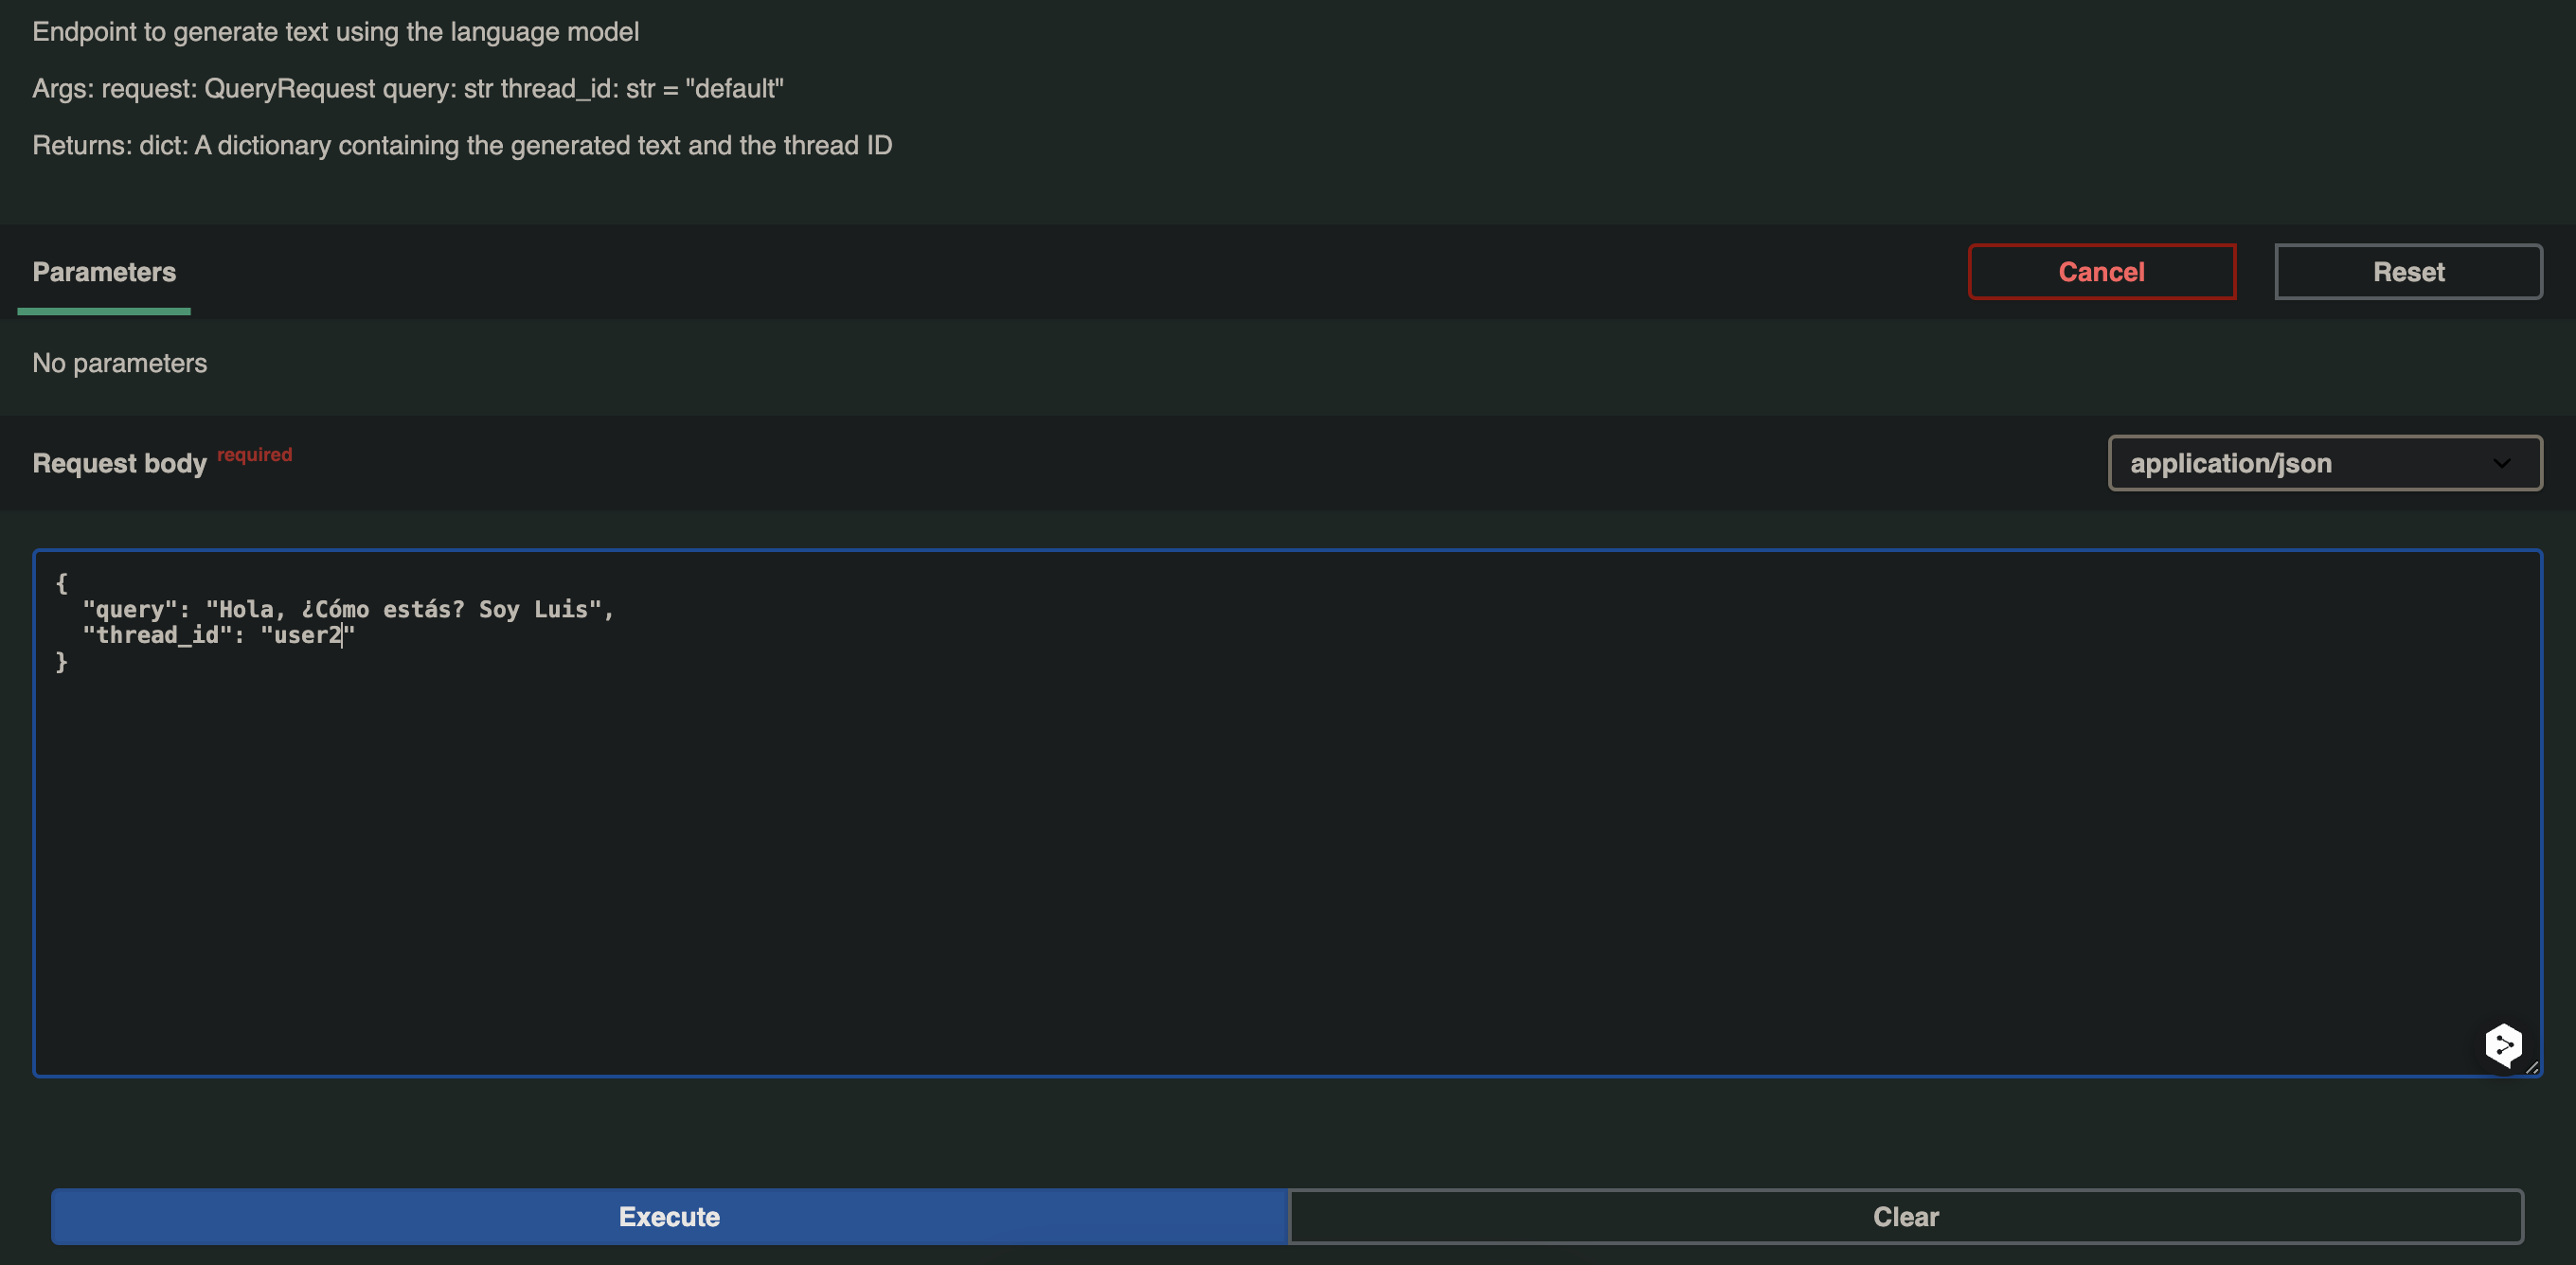 Endpoint to generate text using the language model
Args: request: QueryRequest query: str thread_id: str = "default"
Returns: dict: A dictionary containing the generated text and the thread ID
Parameters
Cancel
Reset
No parameters
Request body required
application/json
{
  "query": "Hola, ¿Cómo estás? Soy Luis",
  "thread_id": "user2"
}
Execute
Clear